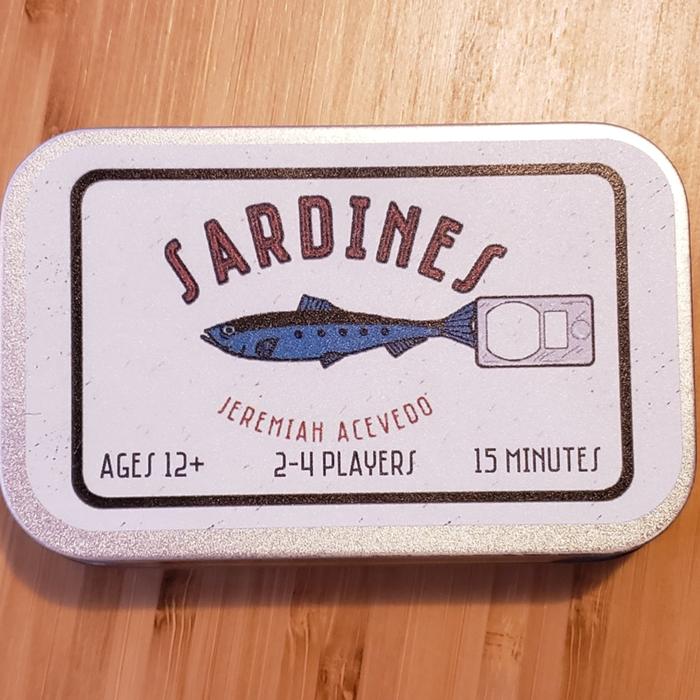 SARDINES
JEREMIAH ACEVEDO
AGES 12+ 2-4 PLAYERS 15 MINUTES